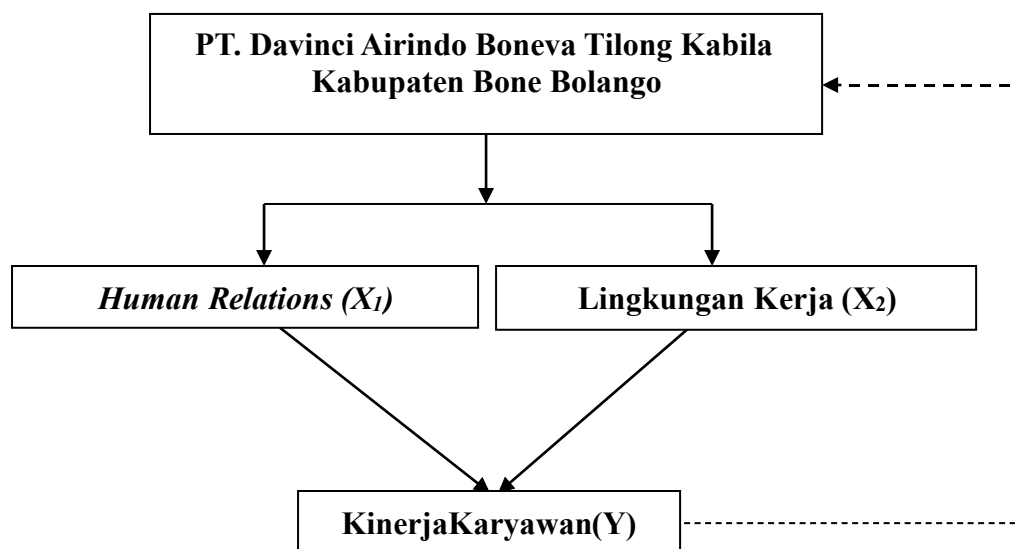 PT. Davinci Airindo Boneva Tilong Kabila
Kabupaten Bone Bolango
Human Relations (X₁)
Lingkungan Kerja (X₂)
KinerjaKaryawan(Y)